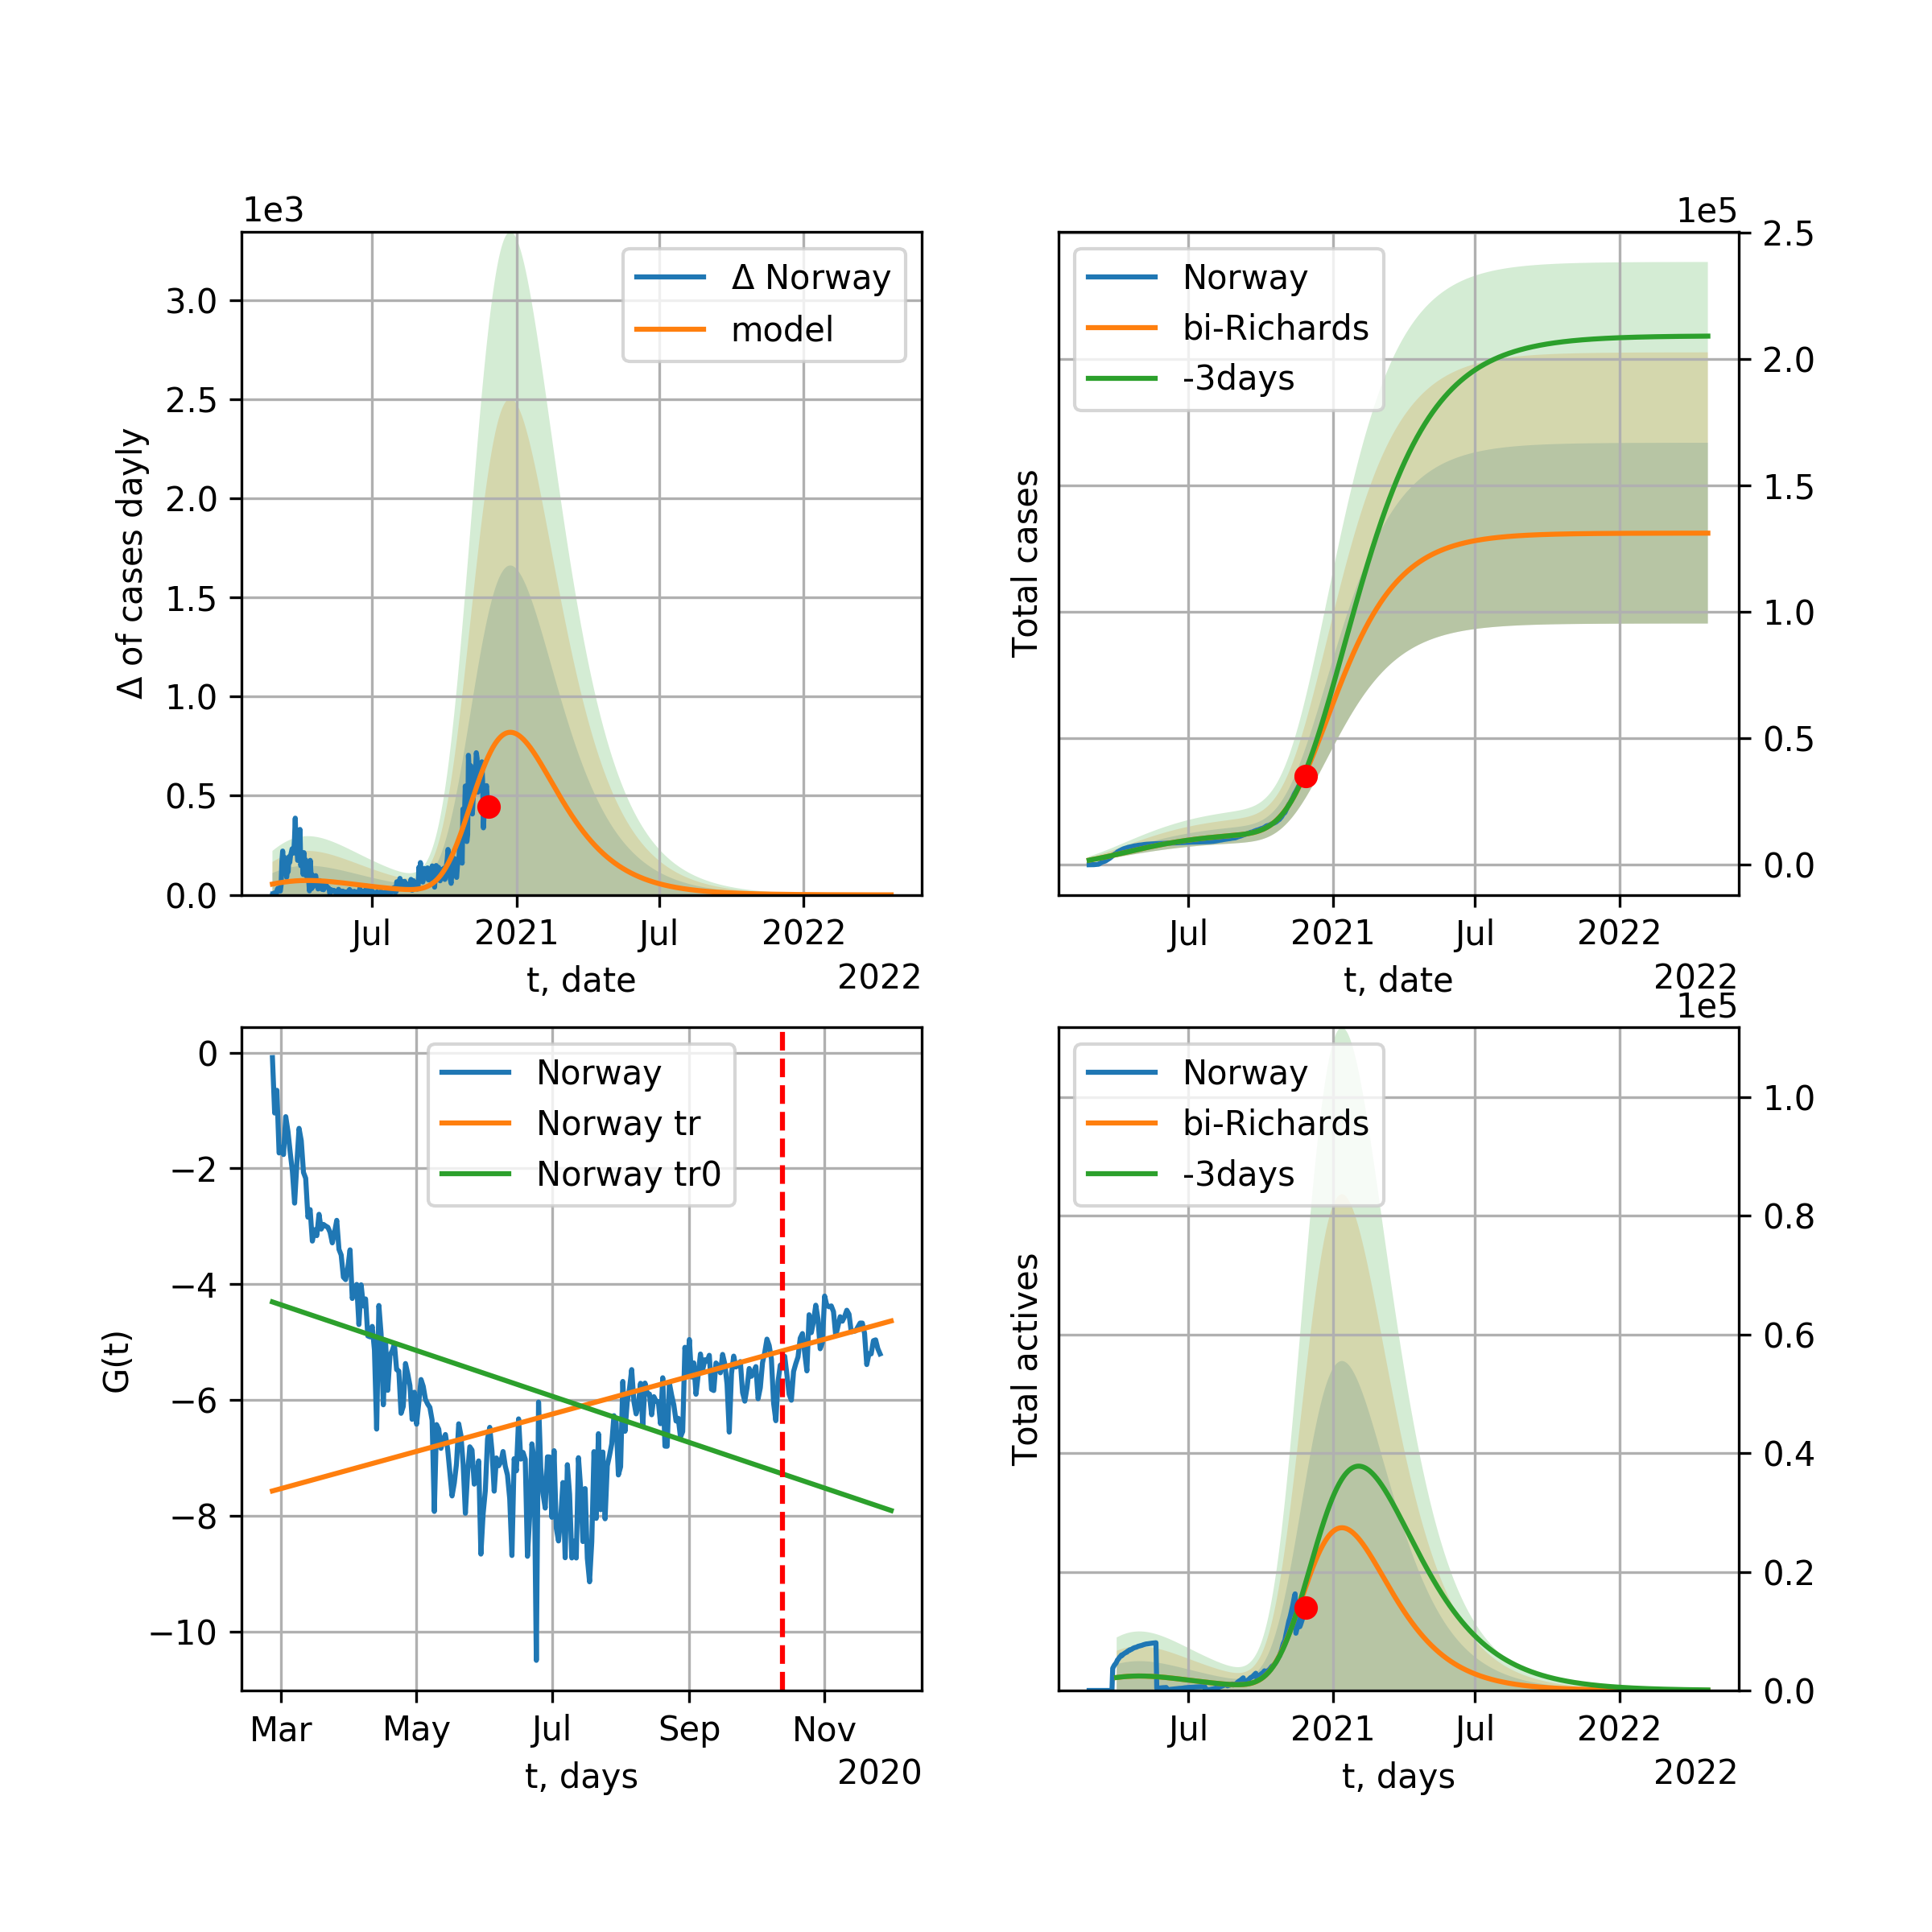 1e3
Δ of cases dayly
3.0
2.5
2.0
1.5
1.0
0.5
0.0
Δ Norway
model
Jul
2021
Jul
2022
t, date
2022
1e5
Total cases
Norway
bi-Richards
-3days
2.5
2.0
1.5
1.0
0.5
0.0
Jul
2021
Jul
2022
t, date
2022
G(t)
0
−2
−4
−6
−8
−10
Norway
Norway tr
Norway tr0
Mar
May
Jul
Sep
Nov
t, days
2020
1e5
Total actives
Norway
bi-Richards
-3days
1.0
0.8
0.6
0.4
0.2
0.0
Jul
2021
Jul
2022
t, days
2022